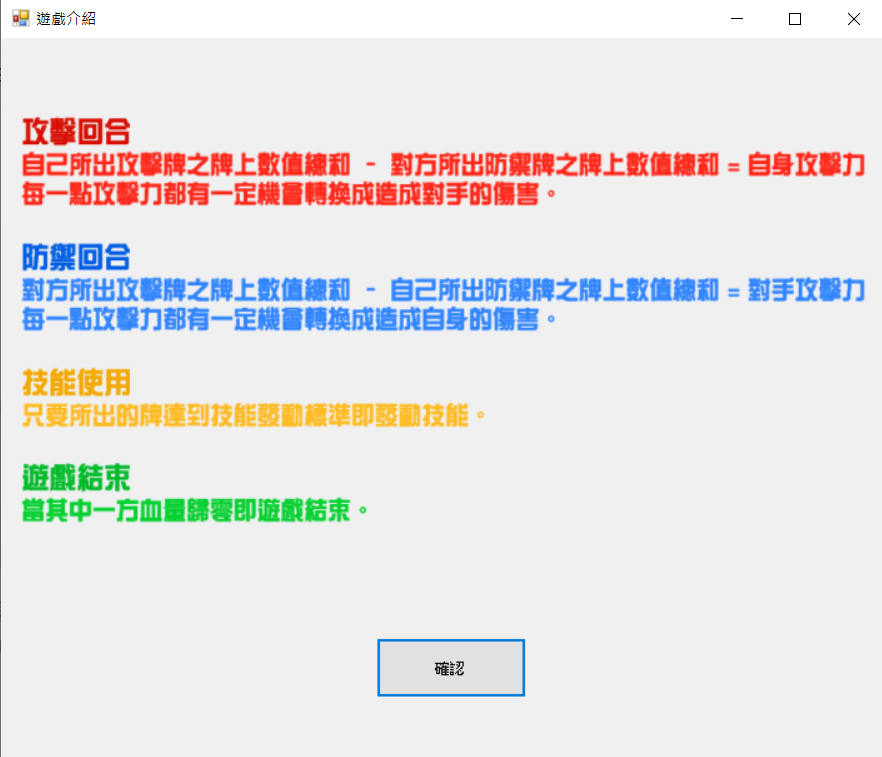 遊戲介紹
攻擊回合
自己所出攻擊牌之牌上數值總和 - 對方所出防禦牌之牌上數值總和 = 自身攻擊力
每一點攻擊力都有一定機會轉換成造成對手的傷害。
防禦回合
對方所出攻擊牌之牌上數值總和 - 自己所出防禦牌之牌上數值總和 = 對手攻擊力
每一點攻擊力都有一定機會轉換成造成自身的傷害。
技能使用
只要所出的牌達到技能發動標準即發動技能。
遊戲結束
當其中一方血量歸零即遊戲結束。
確認